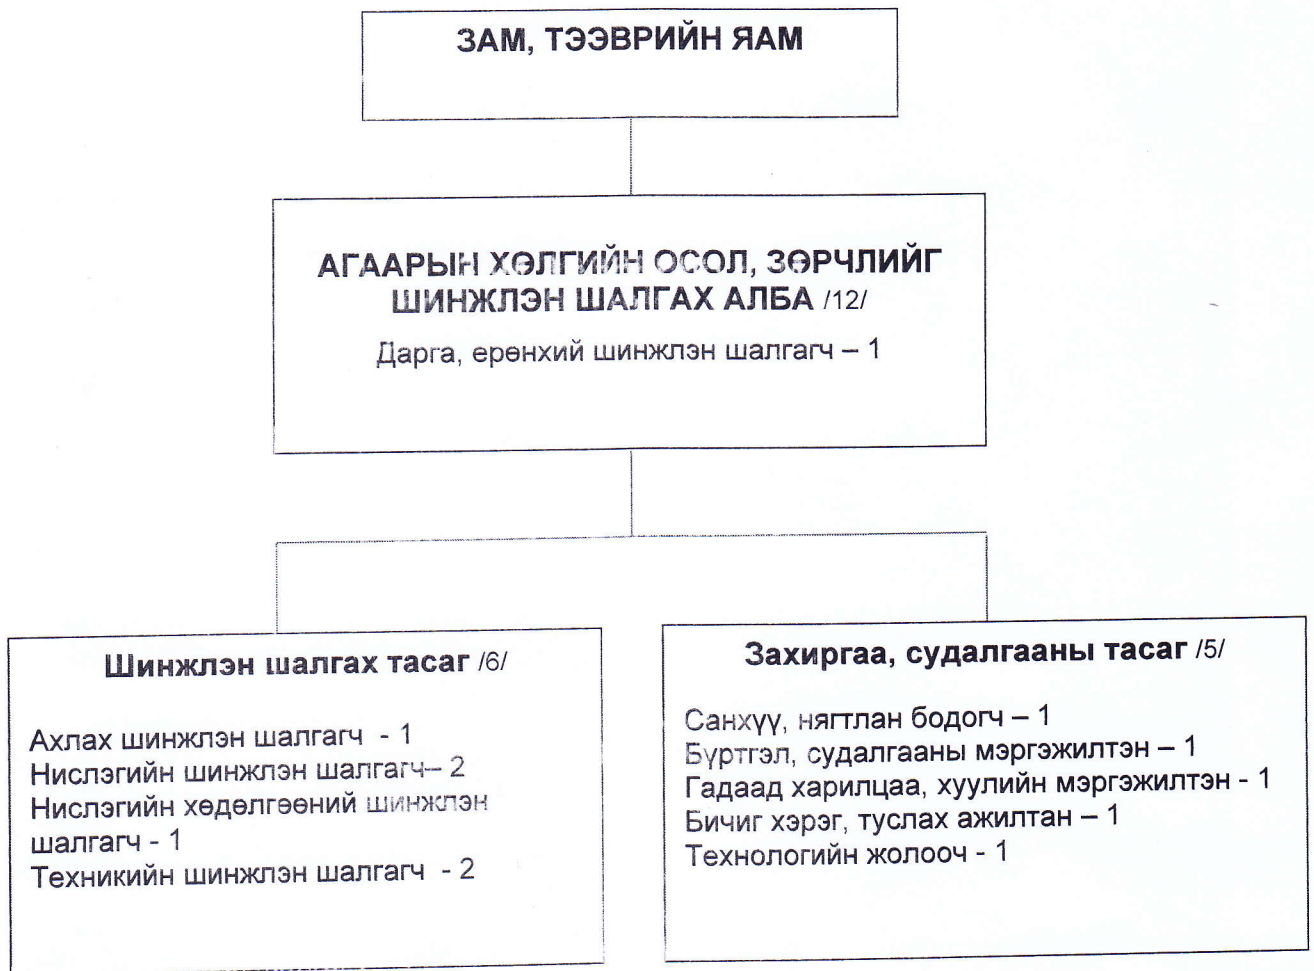 ЗАМ, ТЭЭВРИЙН ЯАМ
АГААРЫН ХӨЛГИЙН ОСОЛ, ЗӨРЧЛИЙГ
ШИНЖЛЭН ШАЛГАХ АЛБА /12/
Дарга, ерөнхий шинжлэн шалгагч – 1
Шинжлэн шалгах тасаг /6/
Ахлах шинжлэн шалгагч - 1
Нислэгийн шинжлэн шалгагч– 2
Нислэгийн хөдөлгөөний шинжлэн
шалгагч - 1
Техникийн шинжлэн шалгагч - 2
Захиргаа, судалгааны тасаг /5/
Санхүү, нягтлан бодогч – 1
Бүртгэл, судалгааны мэргэжилтэн – 1
Гадаад харилцаа, хуулийн мэргэжилтэн - 1
Бичиг хэрэг, туслах ажилтан – 1
Технологийн жолооч - 1